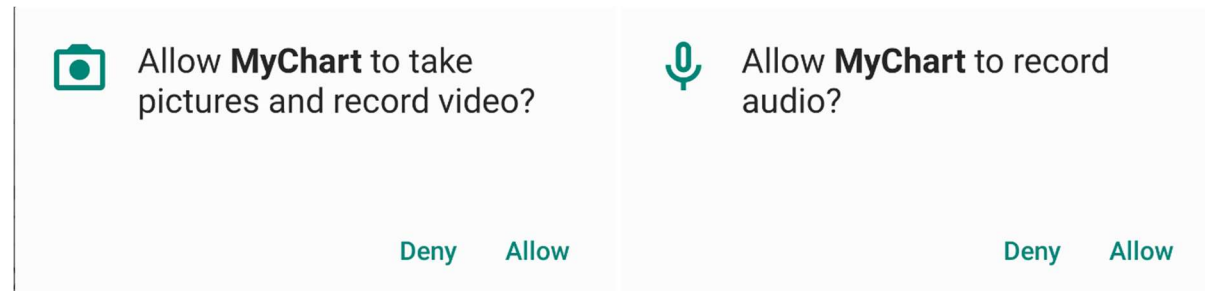 Allow MyChart to take
pictures and record video?
Deny Allow
Allow MyChart to record
audio?
Deny Allow